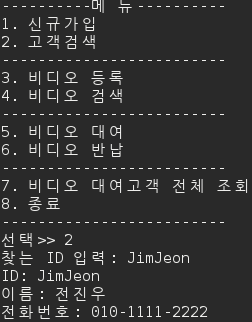 ----------메 뉴----------
1. 신규가입
2. 고객검색
-------------------------
3. 비디오 등록
4. 비디오 검색
-------------------------
5. 비디오 대여
6. 비디오 반납
-------------------------
7. 비디오 대여고객 전체 조회
8. 종료
-------------------------
선택>> 2
찾는 ID 입력: JimJeon
ID: JimJeon
이름: 전진우
전화번호: 010-1111-2222